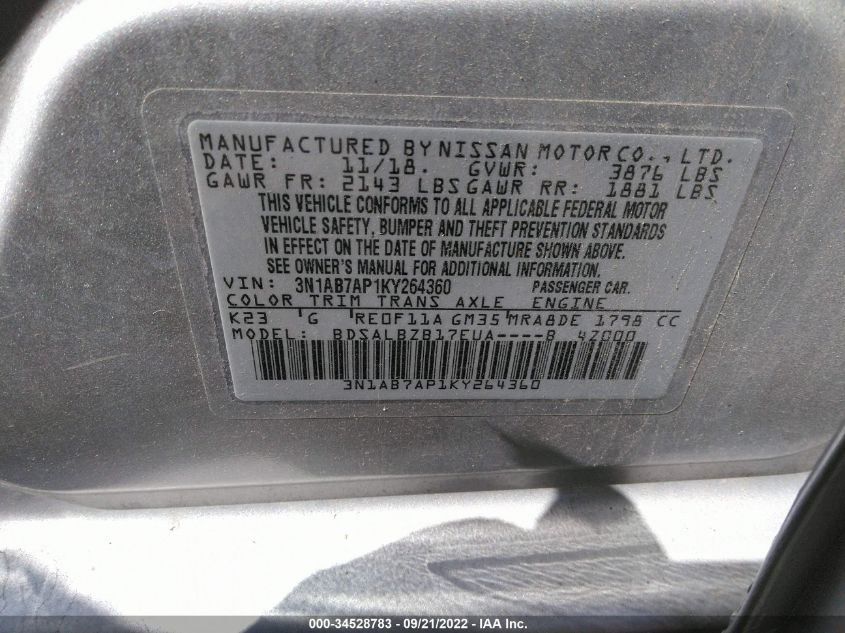 MANUFACTURED BY NISSAN MOTOR CO., LTD.
DATE: 11/18. GVWR: 3876 LBS
GAWR FR: 2143 LBS GAWR RR: 1881 LBS
THIS VEHICLE CONFORMS TO ALL APPLICABLE FEDERAL MOTOR
VEHICLE SAFETY, BUMPER AND THEFT PREVENTION STANDARDS
IN EFFECT ON THE DATE OF MANUFACTURE SHOWN ABOVE.
SEE OWNER'S MANUAL FOR ADDITIONAL INFORMATION.
VIN: 3N1AB7AP1KY264360 PASSENGER CAR.
COLOR TRIM TRANS AXLE ENGINE
K23 G RE0F11A GM35 MRA8DE 1798 CC
MODEL: BDSALBZB17EUA----B 4Z000
3N1AB7AP1KY264360
000-34528783 - 09/21/2022 - IAA Inc.